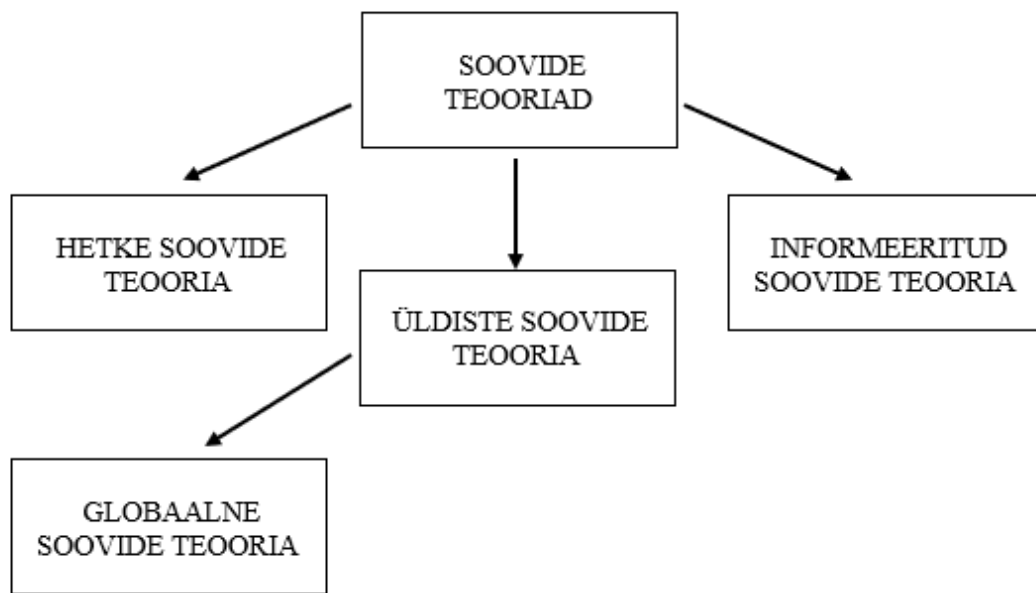 SOOVIDE
TEOORIAD
HETKE SOOVIDE
TEOORIA
INFORMEERITUD
SOOVIDE TEOORIA
ÜLDISTE SOOVIDE
TEOORIA
GLOBAALNE
SOOVIDE TEOORIA